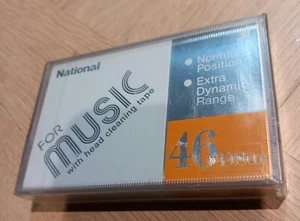 National
FOR
music
with head cleaning tape
• Normal
Position
• Extra
Dynamic
Range
46